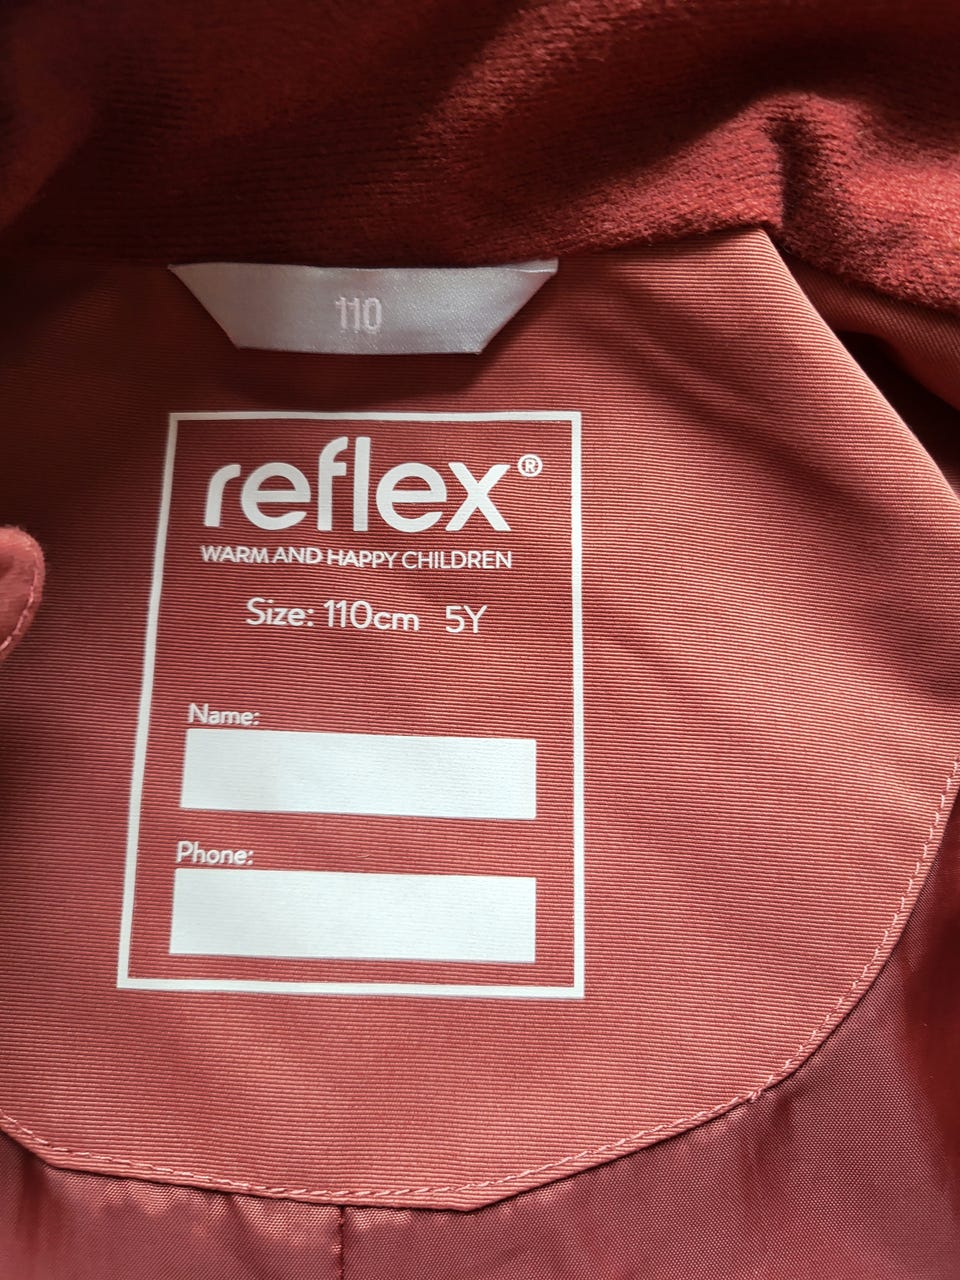 110
reflex®
WARM AND HAPPY CHILDREN
Size: 110cm 5Y
Name:
Phone: